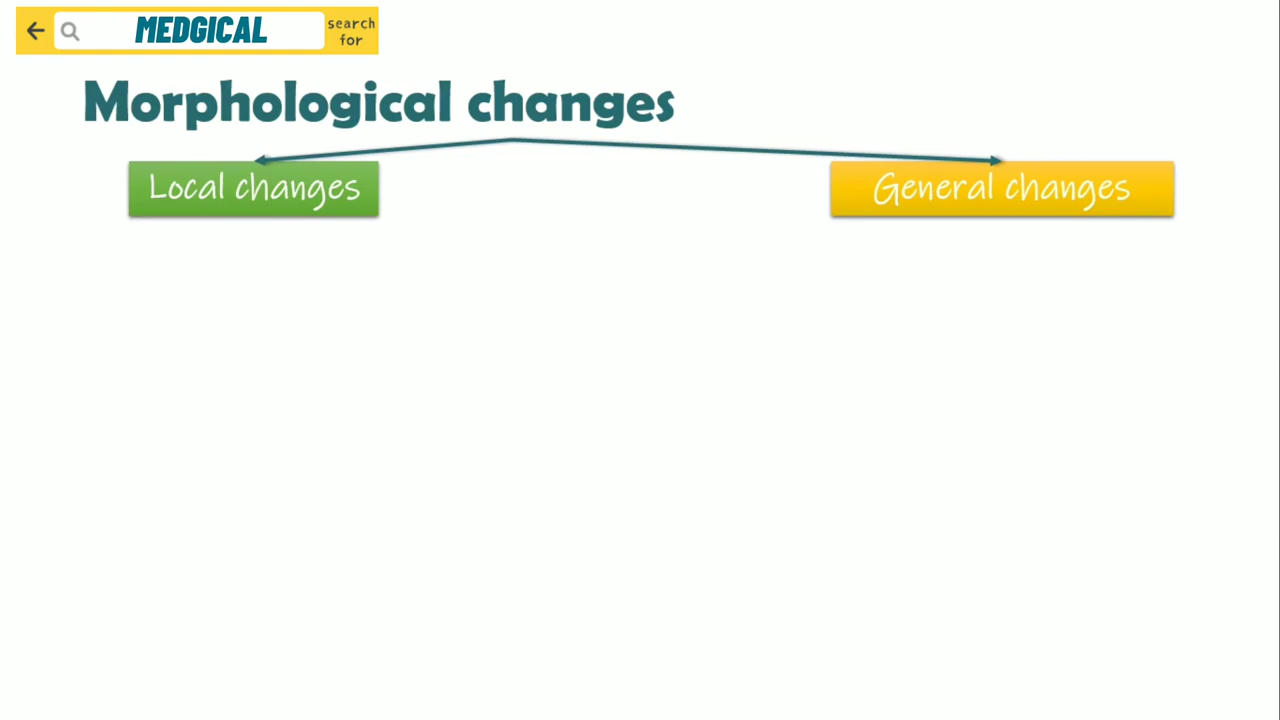 MEDGICAL
search
for
Morphological changes
Local changes
General changes